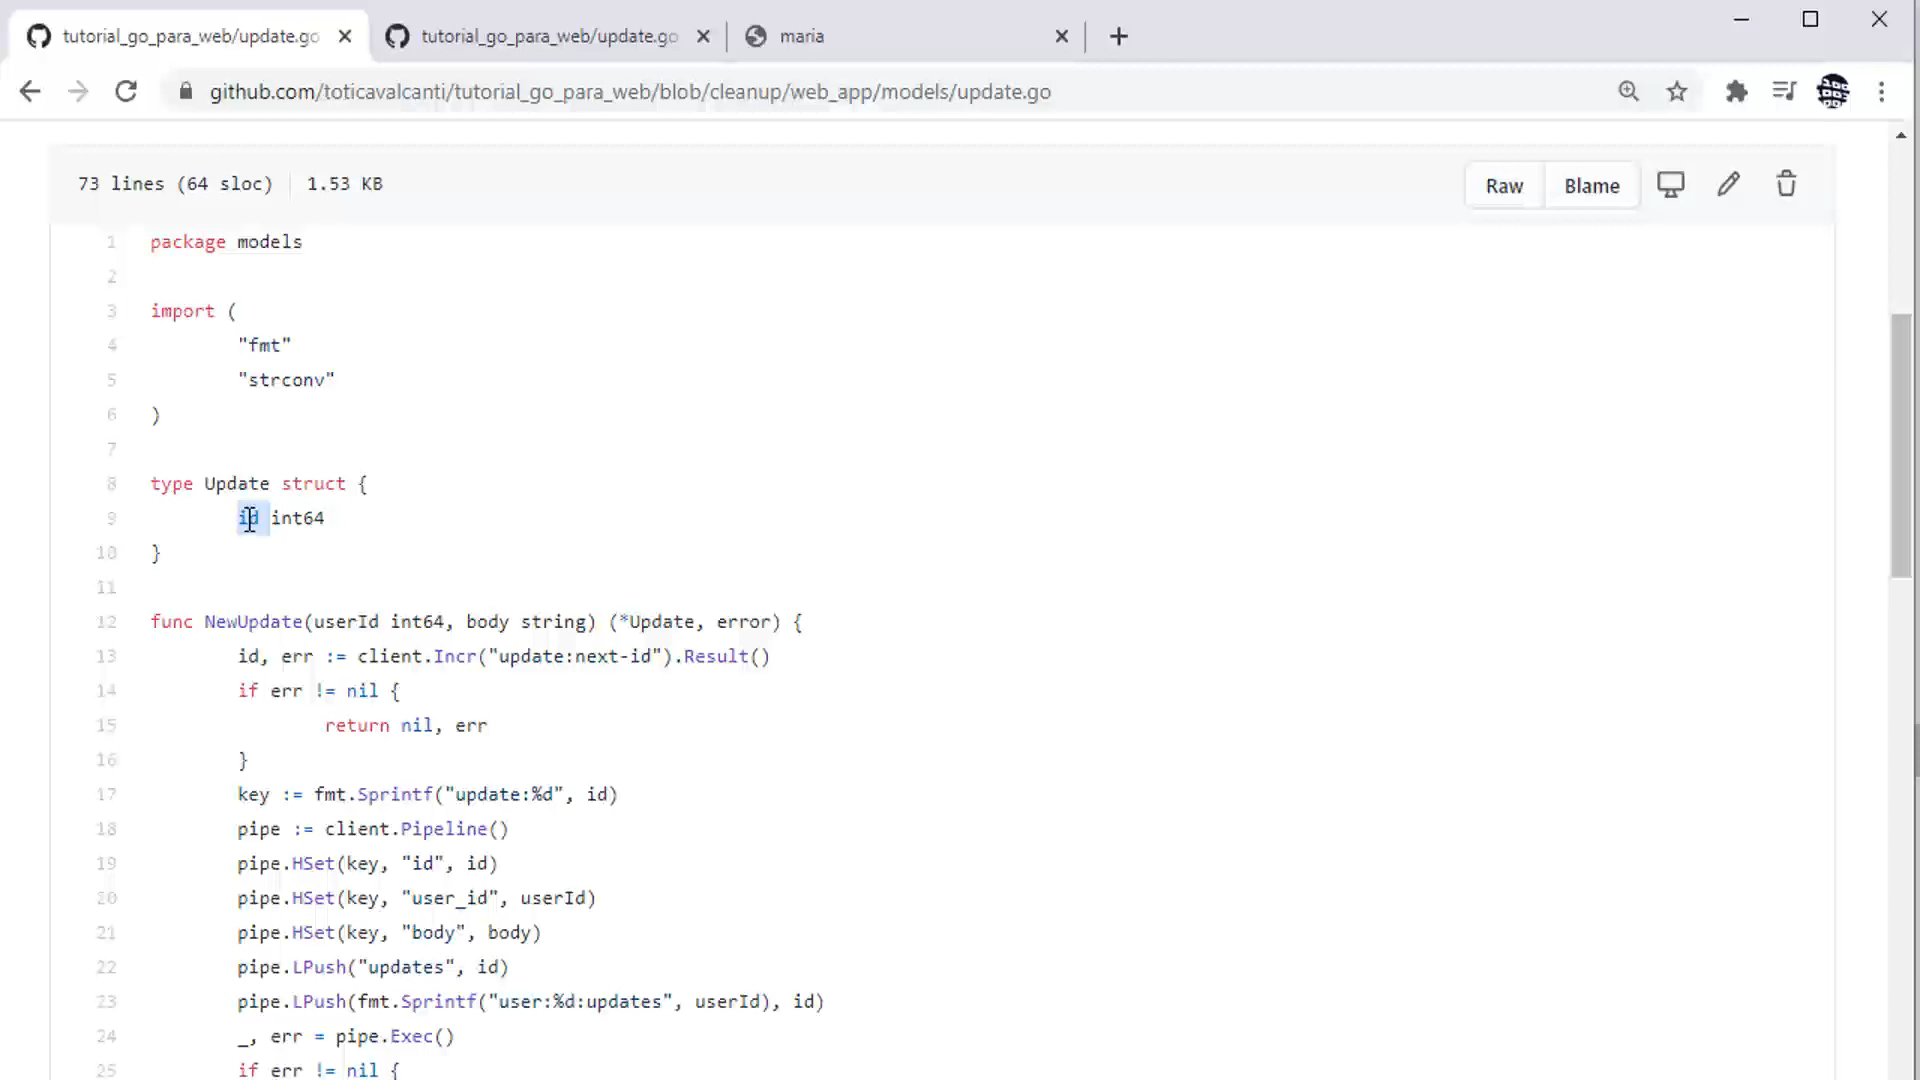 tutorial_go_para_web/update.go
tutorial_go_para_web/update.go
maria
github.com/toticavalcanti/tutorial_go_para_web/blob/cleanup/web_app/models/update.go
73 lines (64 sloc) 1.53 KB
Raw Blame
1 package models
2
3 import (
4 "fmt"
5 "strconv"
6 )
7
8 type Update struct {
9 id int64
10 }
11
12 func NewUpdate(userId int64, body string) (*Update, error) {
13 id, err := client.Incr("update:next-id").Result()
14 if err != nil {
15 return nil, err
16 }
17 key := fmt.Sprintf("update:%d", id)
18 pipe := client.Pipeline()
19 pipe.HSet(key, "id", id)
20 pipe.HSet(key, "user_id", userId)
21 pipe.HSet(key, "body", body)
22 pipe.LPush("updates", id)
23 pipe.LPush(fmt.Sprintf("user:%d:updates", userId), id)
24 _, err = pipe.Exec()
25 if err != nil {